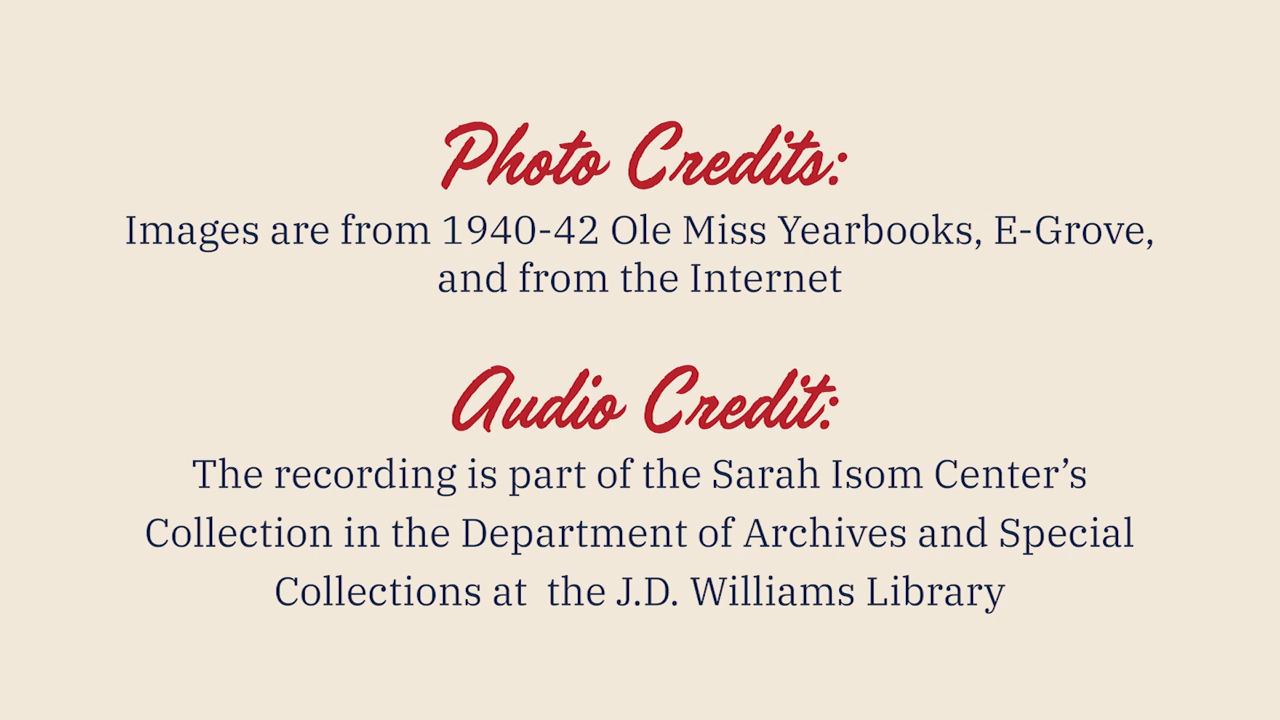 Photo Credits:
Images are from 1940-42 Ole Miss Yearbooks, E-Grove,
and from the Internet
Audio Credit:
The recording is part of the Sarah Isom Center’s
Collection in the Department of Archives and Special
Collections at  the J.D. Williams Library